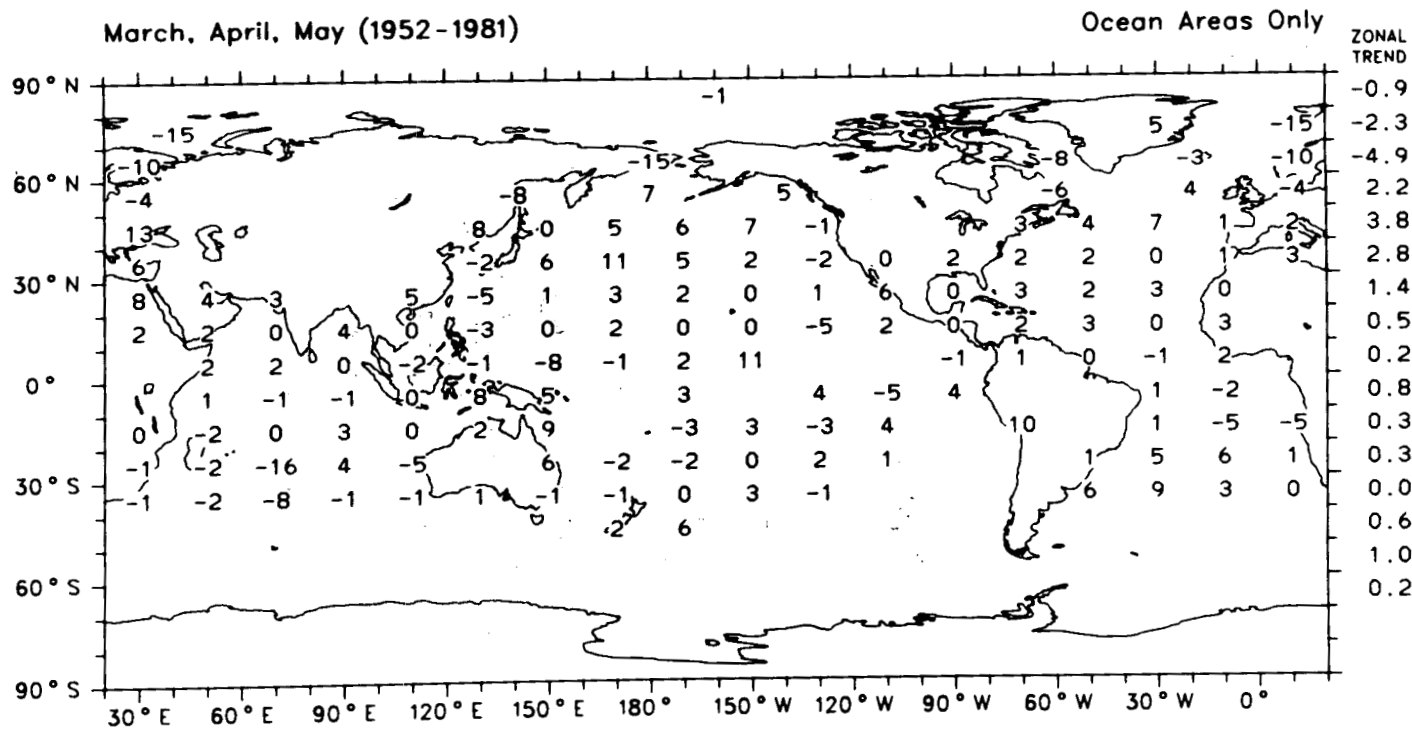 March, April, May (1952-1981) Ocean Areas Only
ZONAL
TREND
90° N -1 -0.9
-15 5 -15 -2.3
-10 -15 -8 -3 -10 -4.9
60° N
-4 -8 7 5 -6 4 -4 2.2
13 8 0 5 6 7 -1 3 4 7 1 2 3.8
6 -2 6 11 5 2 -2 0 2 2 2 0 1 3 2.8
30° N
8 4 3 5 -5 1 3 2 0 1 6 0 3 2 3 0 1.4
2 2 0 4 0 -3 0 2 0 0 -5 2 0 2 3 0 3 0.5
2 2 0 -2 -1 -8 -1 2 11 -1 1 0 -1 2 0.2
0°
1 -1 -1 0 8 5 3 4 -5 4 1 -2 0.8
0 -2 0 3 0 2 9 -3 3 -3 4 10 1 -5 -5 0.3
-1 -2 -16 4 -5 6 -2 -2 0 2 1 1 5 6 1 0.3
30° S
-1 -2 -8 -1 -1 1 -1 -1 0 3 -1 6 9 3 0 0.0
-2 6 0.6
1.0
60° S 0.2
90° S
30° E 60° E 90° E 120° E 150° E 180° 150° W 120° W 90° W 60° W 30° W 0°